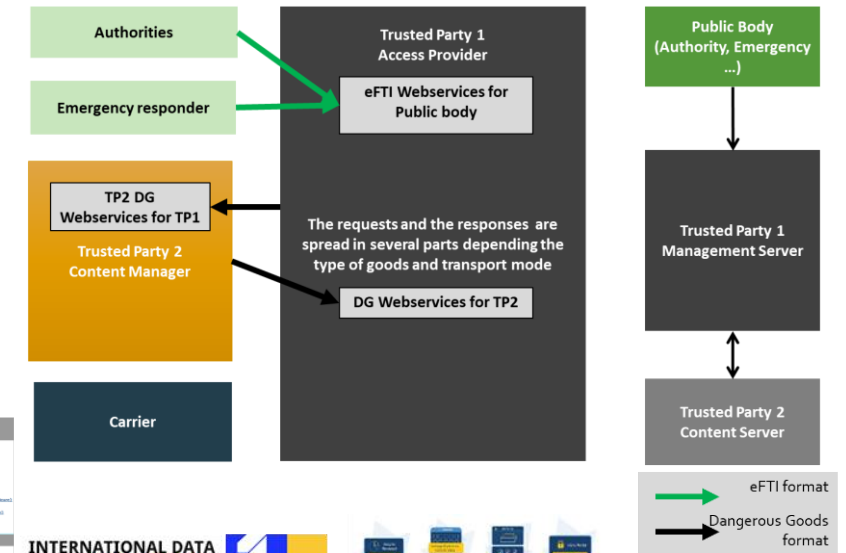 Authorities
Emergency responder
TP2 DG
Webservices for TP1
Trusted Party 2
Content Manager
Carrier
Trusted Party 1
Access Provider
eFTI Webservices for
Public body
The requests and the responses are
spread in several parts depending the
type of goods and transport mode
DG Webservices for TP2
Public Body
(Authority, Emergency
...)
Trusted Party 1
Management Server
Trusted Party 2
Content Server
eFTI format
Dangerous Goods
format
INTERNATIONAL DATA